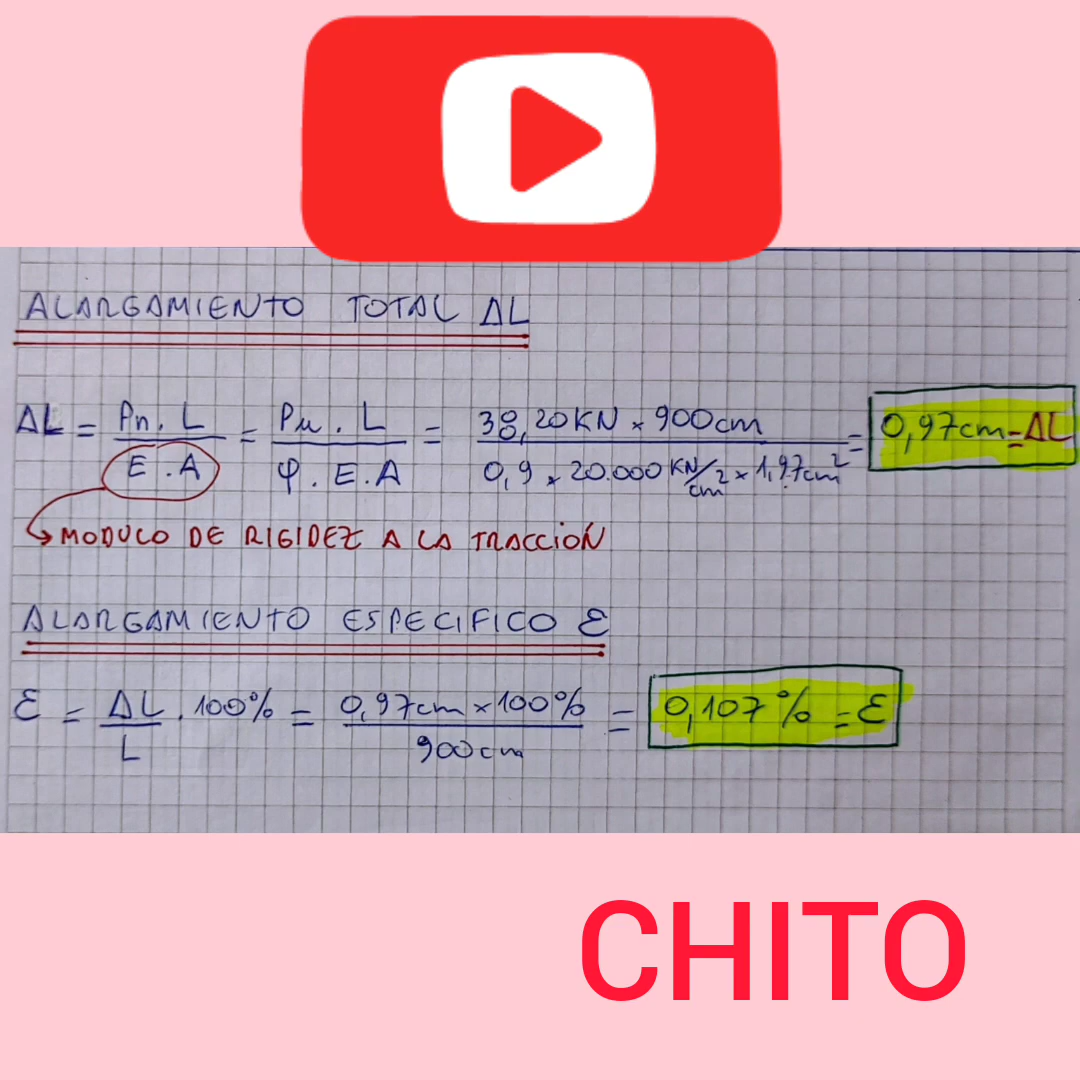 ALARGAMIENTO TOTAL ΔL
ΔL = Pn . L / E . A = Pu . L / φ . E . A = 38,20KN × 900cm / 0,9 × 20.000 KN/cm² × 1,97cm² = 0,97cm = ΔL
MODULO DE RIGIDEZ A LA TRACCIÓN
ALARGAMIENTO ESPECIFICO ε
ε = ΔL / L . 100% = 0,97cm × 100% / 900cm = 0,107% = ε
CHITO